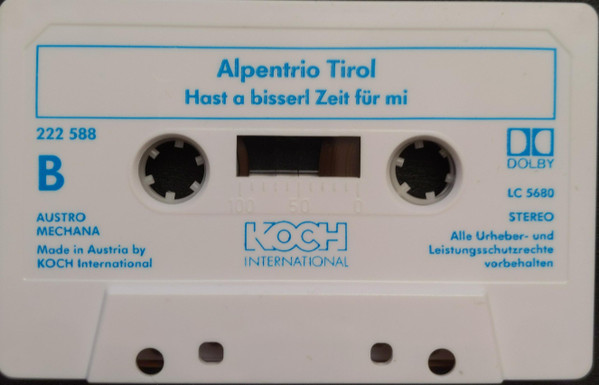 Alpentrio Tirol
Hast a bisserl Zeit für mi
222 588
B
DOLBY
LC 5680
AUSTRO
MECHANA
STEREO
Made in Austria by
KOCH International
100 50 0
KOCH
INTERNATIONAL
Alle Urheber- und
Leistungsschutzrechte
vorbehalten